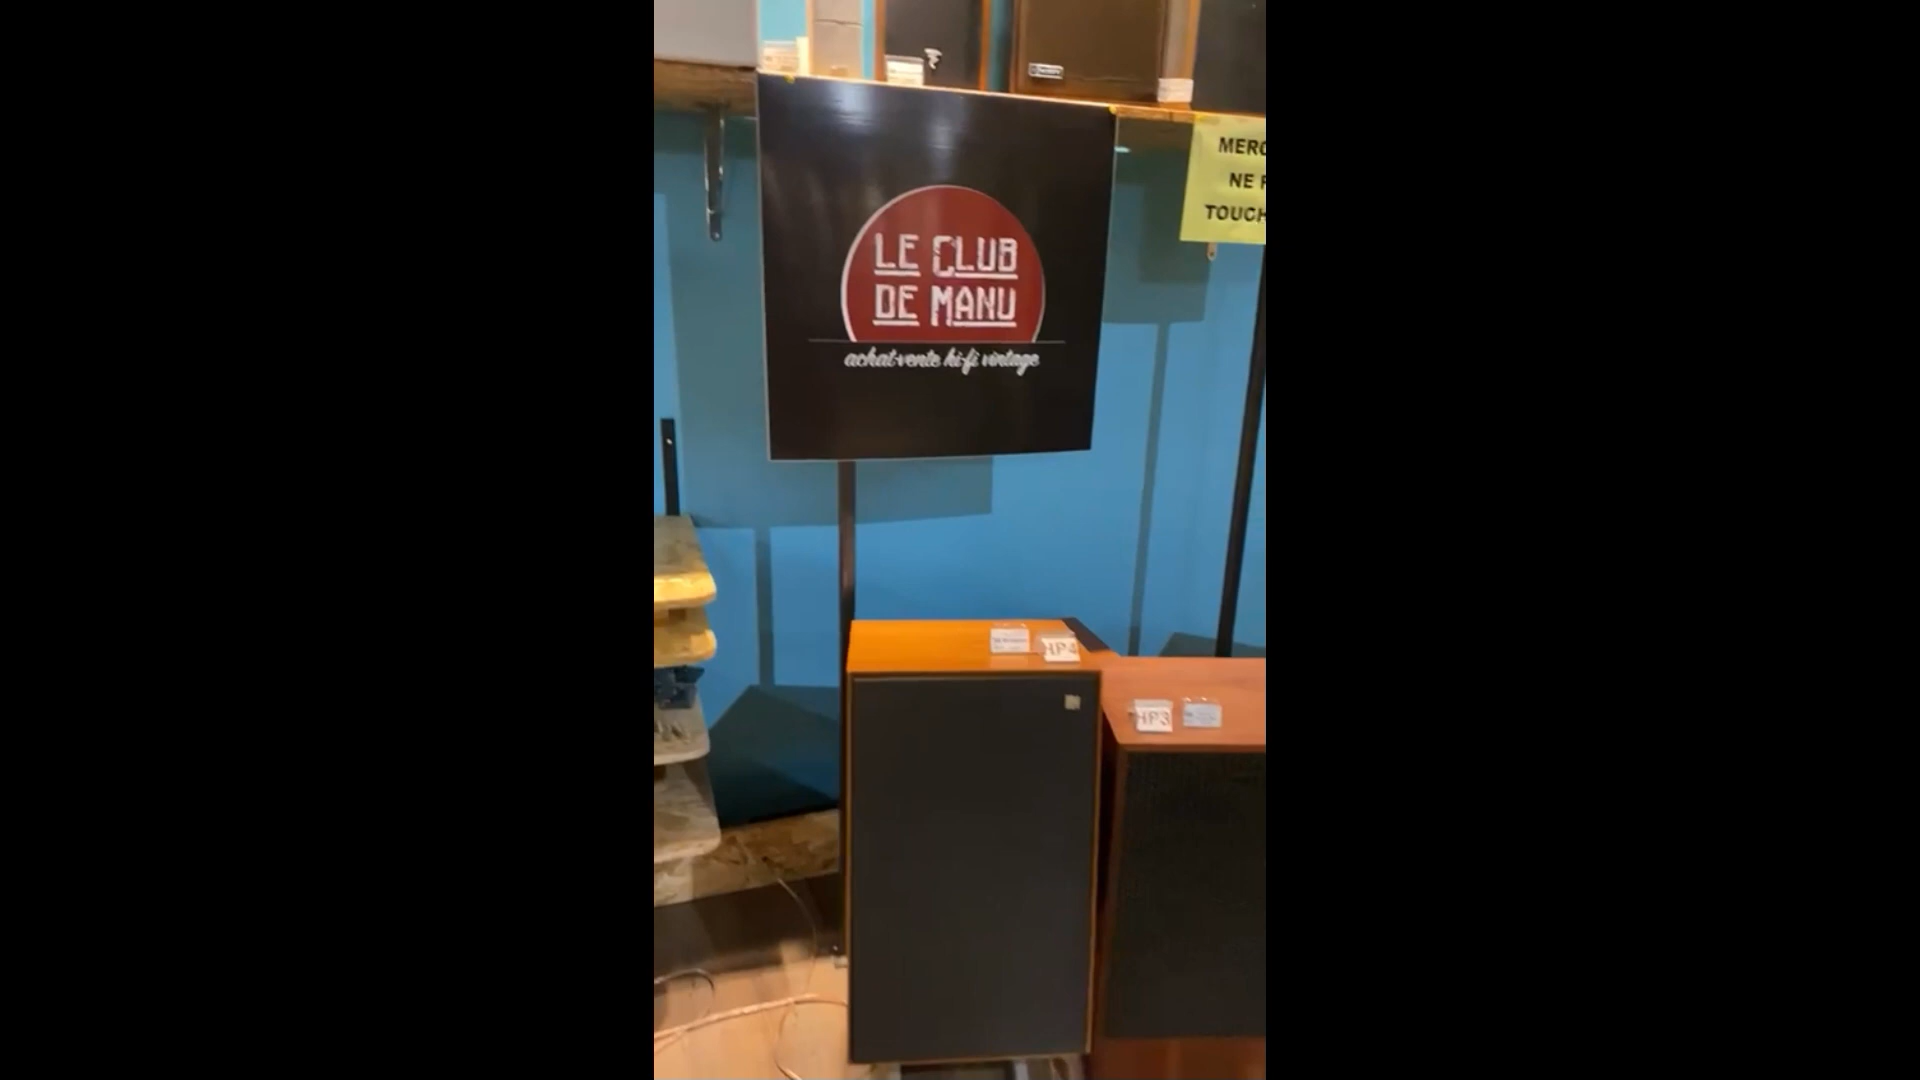 LE CLUB
DE MANU
achat-vente hi-fi vintage
MERC
NE P
TOUCH
HP4
HP3